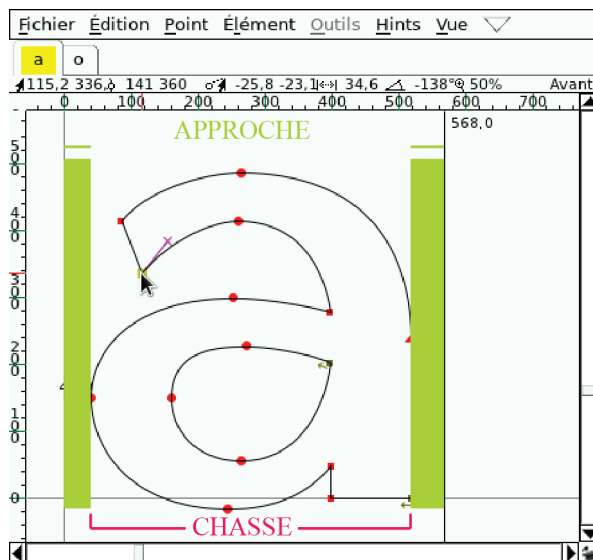 Fichier Édition Point Élément Outils Hints Vue
a o
115,2 336, 141 360 -25,8 -23,1 34,6 -138° 50% Avant
0 100 200 300 400 500 600 700
568,0
APPROCHE
CHASSE